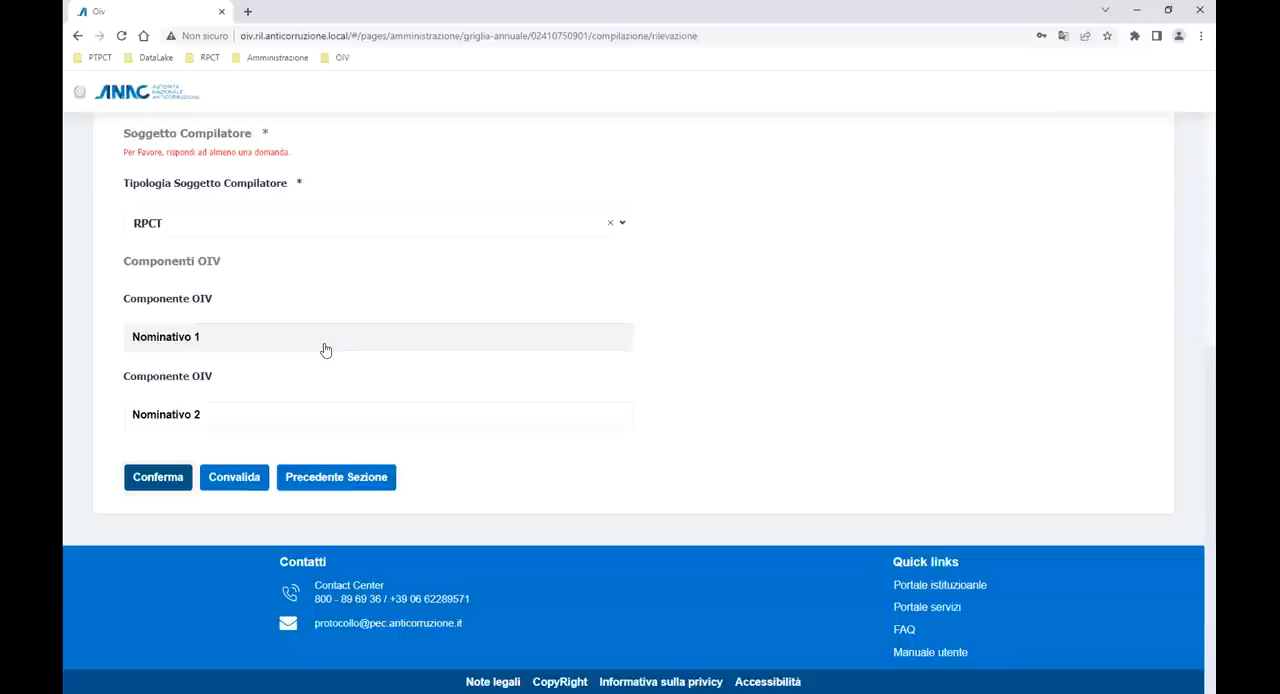 Oiv
Non sicuro
oiv.ril.anticorruzione.local/#/pages/amministrazione/griglia-annuale/02410750901/compilazione/rilevazione
PTPCT DataLake RPCT Amministrazione OIV
ANAC AUTORITÀ
NAZIONALE
ANTICORRUZIONE
Soggetto Compilatore *
Per Favore, rispondi ad almeno una domanda.
Tipologia Soggetto Compilatore *
RPCT
Componenti OIV
Componente OIV
Nominativo 1
Componente OIV
Nominativo 2
Conferma Convalida Precedente Sezione
Contatti
Contact Center
800 - 89 69 36 / +39 06 62289571
protocollo@pec.anticorruzione.it
Quick links
Portale istituzioanle
Portale servizi
FAQ
Manuale utente
Note legali CopyRight Informativa sulla privacy Accessibilità